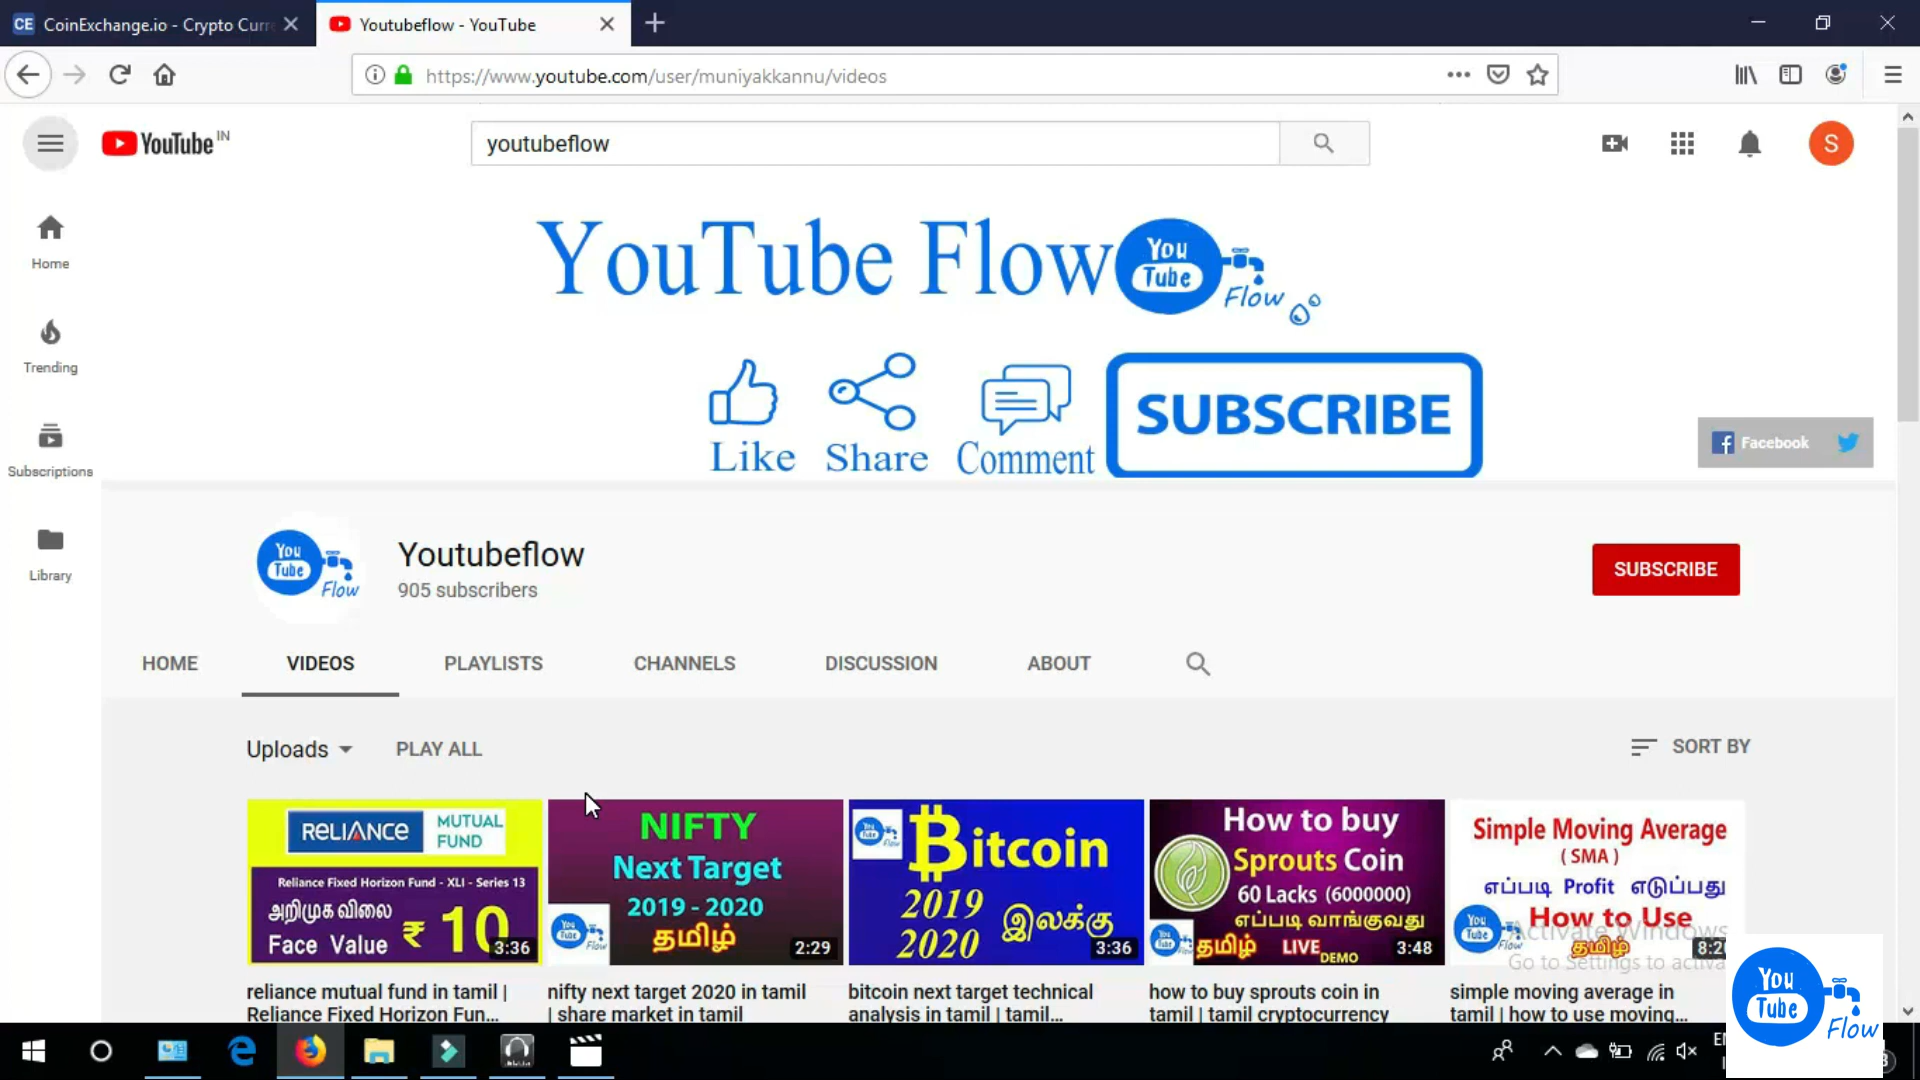 CE CoinExchange.io - Crypto Curr
Youtubeflow - YouTube
https://www.youtube.com/user/muniyakkannu/videos
YouTube IN
youtubeflow
S
Home
Trending
Subscriptions
Library
YouTube Flow
You
Tube
Flow
Like Share Comment
SUBSCRIBE
Facebook
You
Tube
Flow
Youtubeflow
905 subscribers
SUBSCRIBE
HOME VIDEOS PLAYLISTS CHANNELS DISCUSSION ABOUT
Uploads PLAY ALL SORT BY
RELIANCE MUTUAL
FUND
Reliance Fixed Horizon Fund - XLI - Series 13
அறிமுக விலை
Face Value ₹ 10
3:36
NIFTY
Next Target
2019 - 2020
தமிழ்
2:29
Bitcoin
2019
2020
இலக்கு
3:36
How to buy
Sprouts Coin
60 Lacks (6000000)
எப்படி வாங்குவது
தமிழ் LIVE DEMO
3:48
Simple Moving Average
( SMA )
எப்படி Profit எடுப்பது
How to Use
தமிழ்
Activate Windows
Go to Settings to activa
reliance mutual fund in tamil |
Reliance Fixed Horizon Fun...
nifty next target 2020 in tamil
| share market in tamil
bitcoin next target technical
analysis in tamil | tamil...
how to buy sprouts coin in
tamil | tamil cryptocurrency
simple moving average in
tamil | how to use moving...
You
Tube
Flow